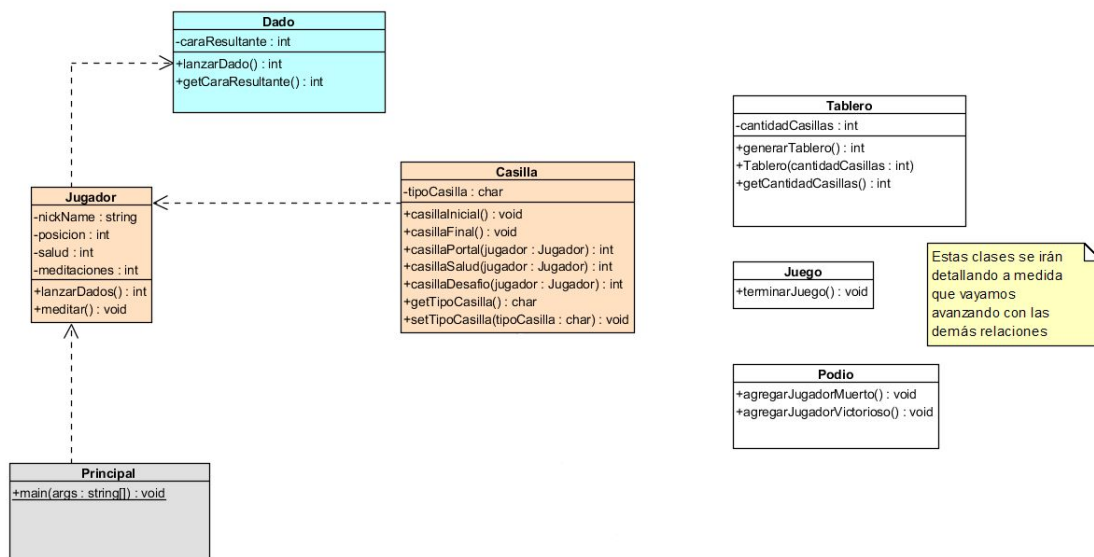 Dado
-caraResultante : int
+lanzarDado() : int
+getCaraResultante() : int
Tablero
-cantidadCasillas : int
+generarTablero() : int
+Tablero(cantidadCasillas : int)
+getCantidadCasillas() : int
Casilla
-tipoCasilla : char
+casillaInicial() : void
+casillaFinal() : void
+casillaPortal(jugador : Jugador) : int
+casillaSalud(jugador : Jugador) : int
+casillaDesafio(jugador : Jugador) : int
+getTipoCasilla() : char
+setTipoCasilla(tipoCasilla : char) : void
Jugador
-nickName : string
-posicion : int
-salud : int
-meditaciones : int
+lanzarDados() : int
+meditar() : void
Juego
+terminarJuego() : void
Estas clases se irán
detallando a medida
que vayamos
avanzando con las
demás relaciones
Podio
+agregarJugadorMuerto() : void
+agregarJugadorVictorioso() : void
Principal
+main(args : string[]) : void